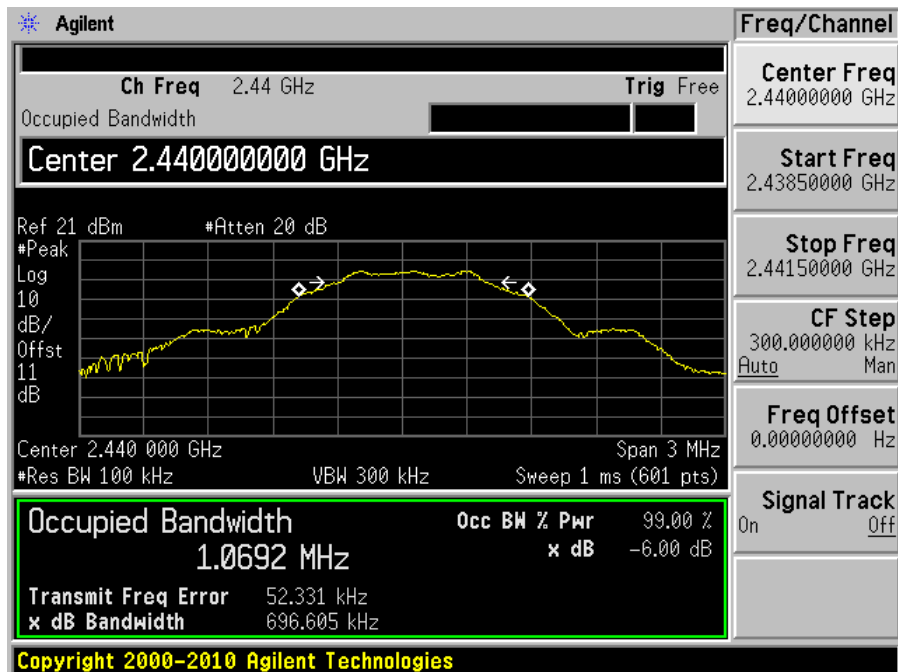 Agilent
Freq/Channel
Ch Freq 2.44 GHz Trig Free
Occupied Bandwidth
Center 2.440000000 GHz
Ref 21 dBm #Atten 20 dB
#Peak
Log
10
dB/
Offst
11
dB
Center 2.440 000 GHz Span 3 MHz
#Res BW 100 kHz VBW 300 kHz Sweep 1 ms (601 pts)
Occupied Bandwidth Occ BW % Pwr 99.00 %
1.0692 MHz x dB -6.00 dB
Transmit Freq Error 52.331 kHz
x dB Bandwidth 696.605 kHz
Copyright 2000-2010 Agilent Technologies
Center Freq
2.44000000 GHz
Start Freq
2.43850000 GHz
Stop Freq
2.44150000 GHz
CF Step
300.000000 kHz
Auto Man
Freq Offset
0.00000000 Hz
Signal Track
On Off